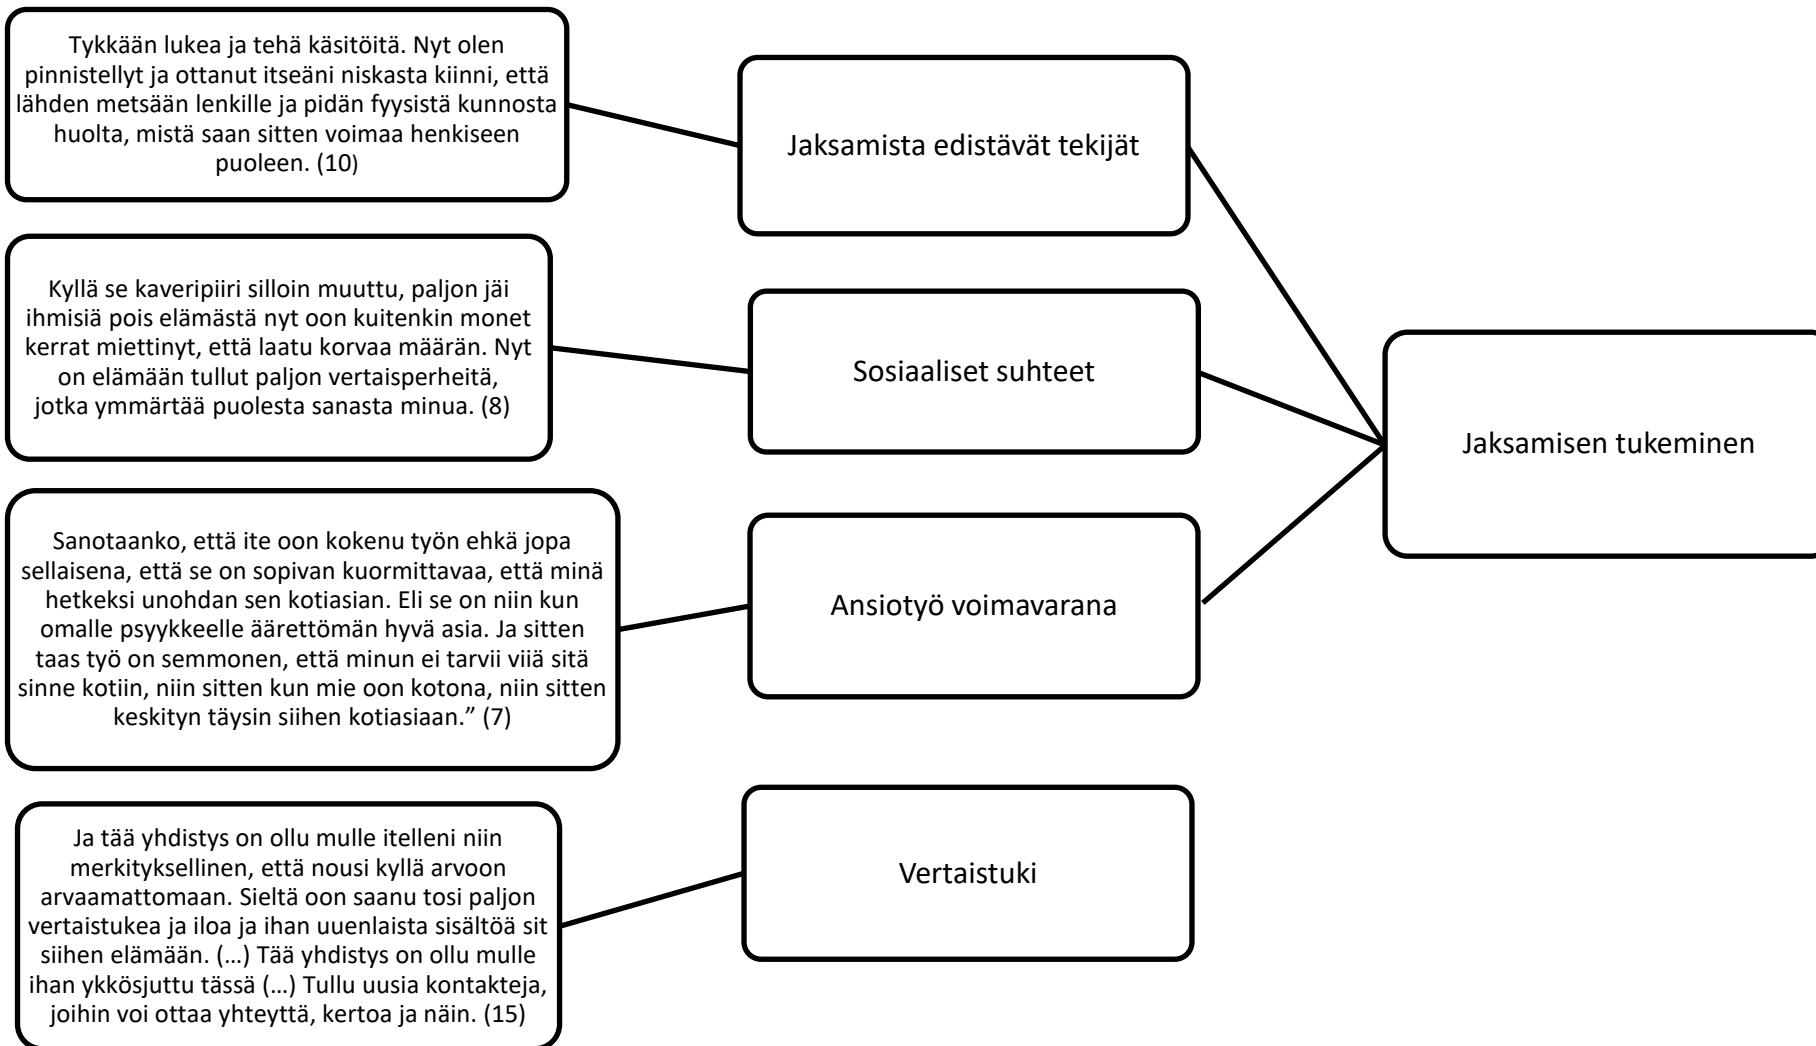 Tykkään lukea ja tehä käsitöitä. Nyt olen
pinnistellyt ja ottanut itseäni niskasta kiinni, että
lähden metsään lenkille ja pidän fyysistä kunnosta
huolta, mistä saan sitten voimaa henkiseen
puoleen. (10)
Jaksamista edistävät tekijät
Kyllä se kaveripiiri silloin muuttu, paljon jäi
ihmisiä pois elämästä nyt oon kuitenkin monet
kerrat miettinyt, että laatu korvaa määrän. Nyt
on elämään tullut paljon vertaisperheitä,
jotka ymmärtää puolesta sanasta minua. (8)
Sosiaaliset suhteet
Jaksamisen tukeminen
Sanotaanko, että ite oon kokenu työn ehkä jopa
sellaisena, että se on sopivan kuormittavaa, että minä
hetkeksi unohdan sen kotiasian. Eli se on niin kun
omalle psyykkeelle äärettömän hyvä asia. Ja sitten
taas työ on semmonen, että minun ei tarvii viiä sitä
sinne kotiin, niin sitten kun mie oon kotona, niin sitten
keskityn täysin siihen kotiasiaan.” (7)
Ansiotyö voimavarana
Ja tää yhdistys on ollu mulle itelleni niin
merkityksellinen, että nousi kyllä arvoon
arvaamattomaan. Sieltä oon saanu tosi paljon
vertaistukea ja iloa ja ihan uuenlaista sisältöä sit
siihen elämään. (...) Tää yhdistys on ollu mulle
ihan ykkösjuttu tässä (...) Tullu uusia kontakteja,
joihin voi ottaa yhteyttä, kertoa ja näin. (15)
Vertaistuki